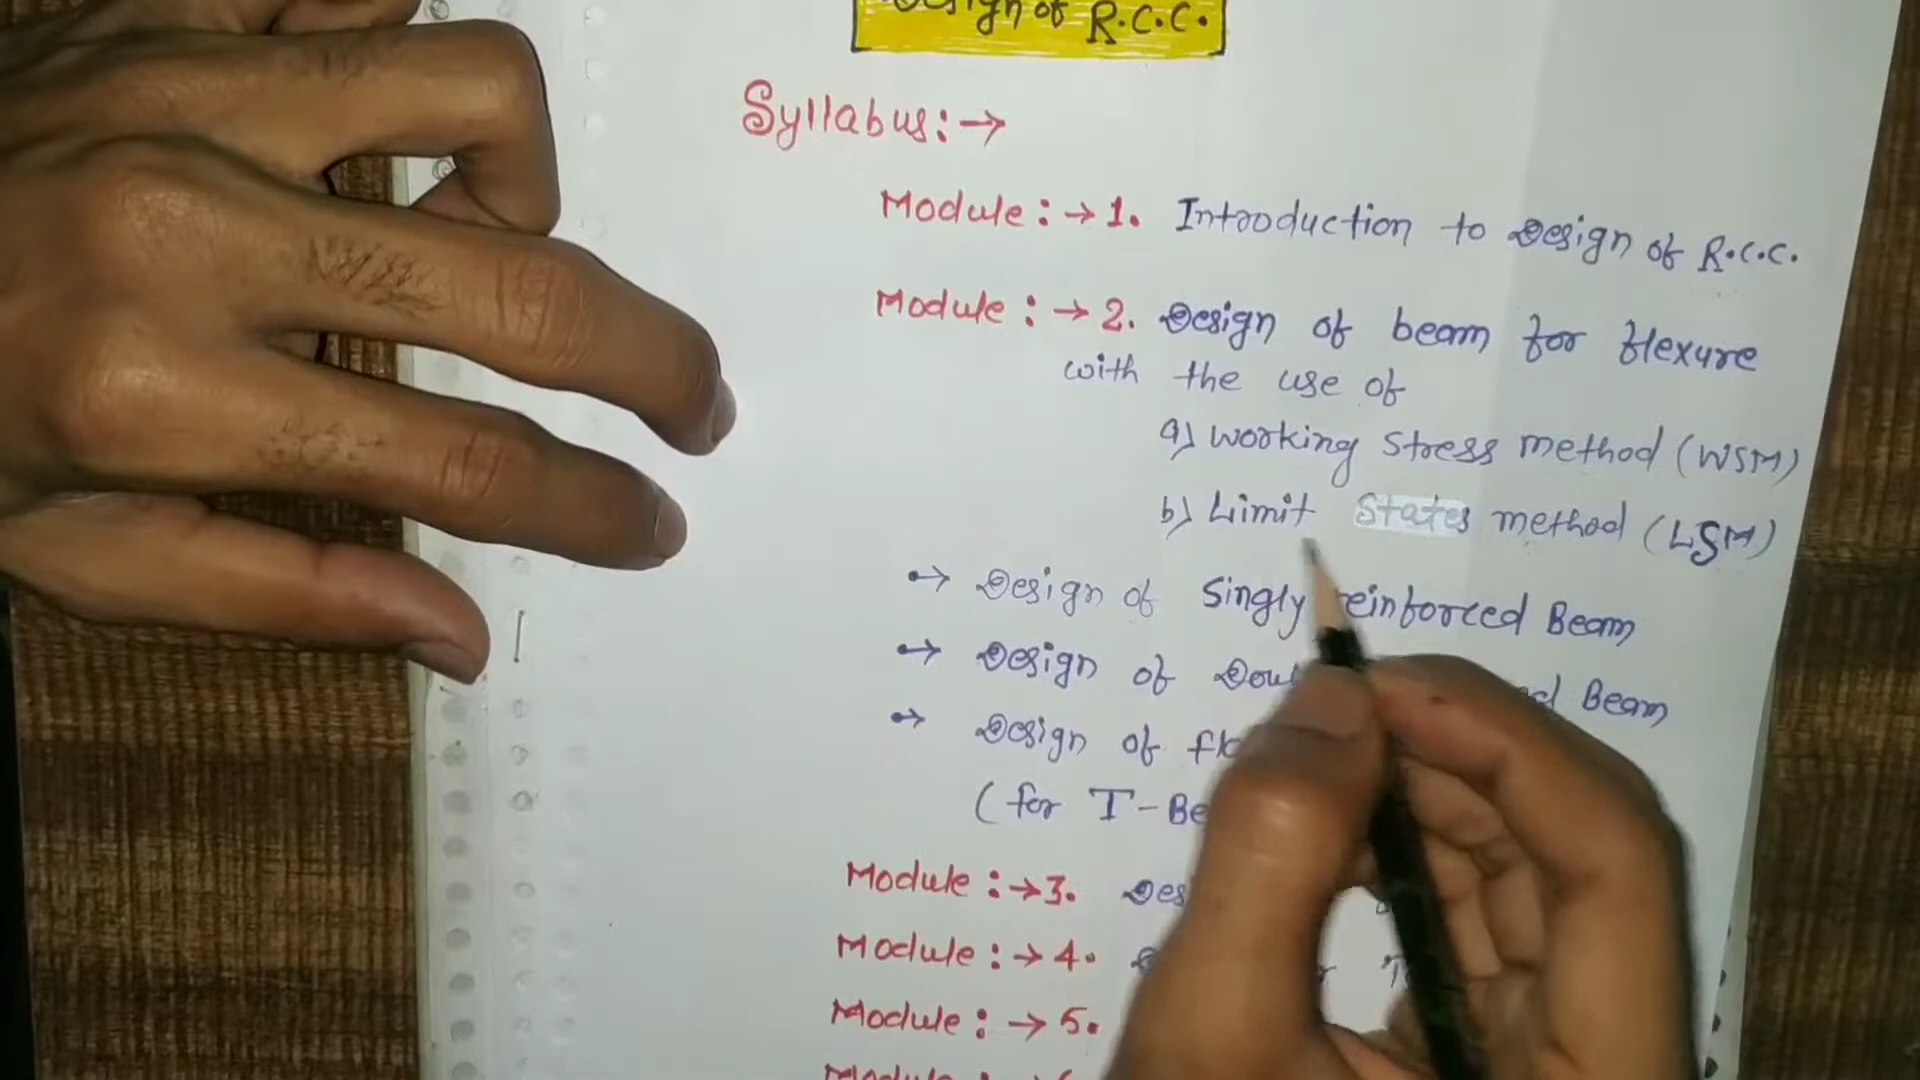 Design of R.C.C.
Syllabus:→
Module:→1. Introduction to Design of R.C.C.
Module:→2. Design of beam for flexure
with the use of
a) Working Stress method (WSM)
b) Limit States method (LSM)
→ Design of Singly reinforced Beam
→ Design of Beam
→ Design of
(for T-
Module:→3.
Module:→4.
Module:→5.